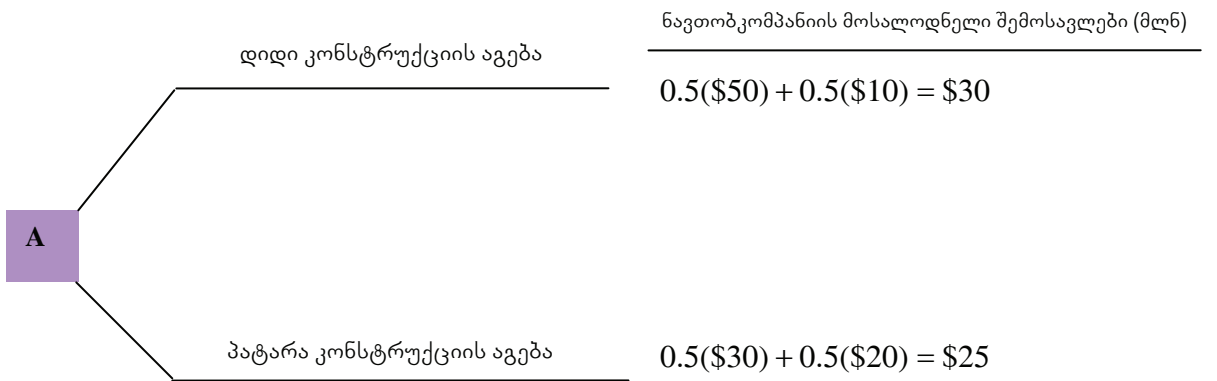 ნავთობკომპანიის მოსალოდნელი შემოსავლები (მლნ)
დიდი კონსტრუქციის აგება
0.5($50) + 0.5($10) = $30
A
პატარა კონსტრუქციის აგება
0.5($30) + 0.5($20) = $25